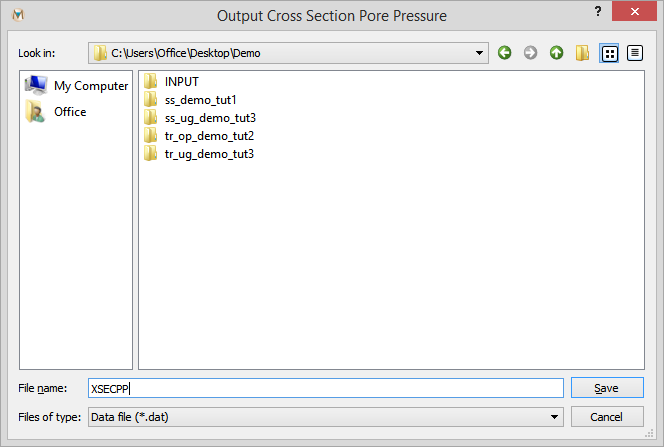 Output Cross Section Pore Pressure
?
Look in:
C:\Users\Office\Desktop\Demo
My Computer
Office
INPUT
ss_demo_tut1
ss_ug_demo_tut3
tr_op_demo_tut2
tr_ug_demo_tut3
File name:
XSECPP
Save
Files of type:
Data file (*.dat)
Cancel